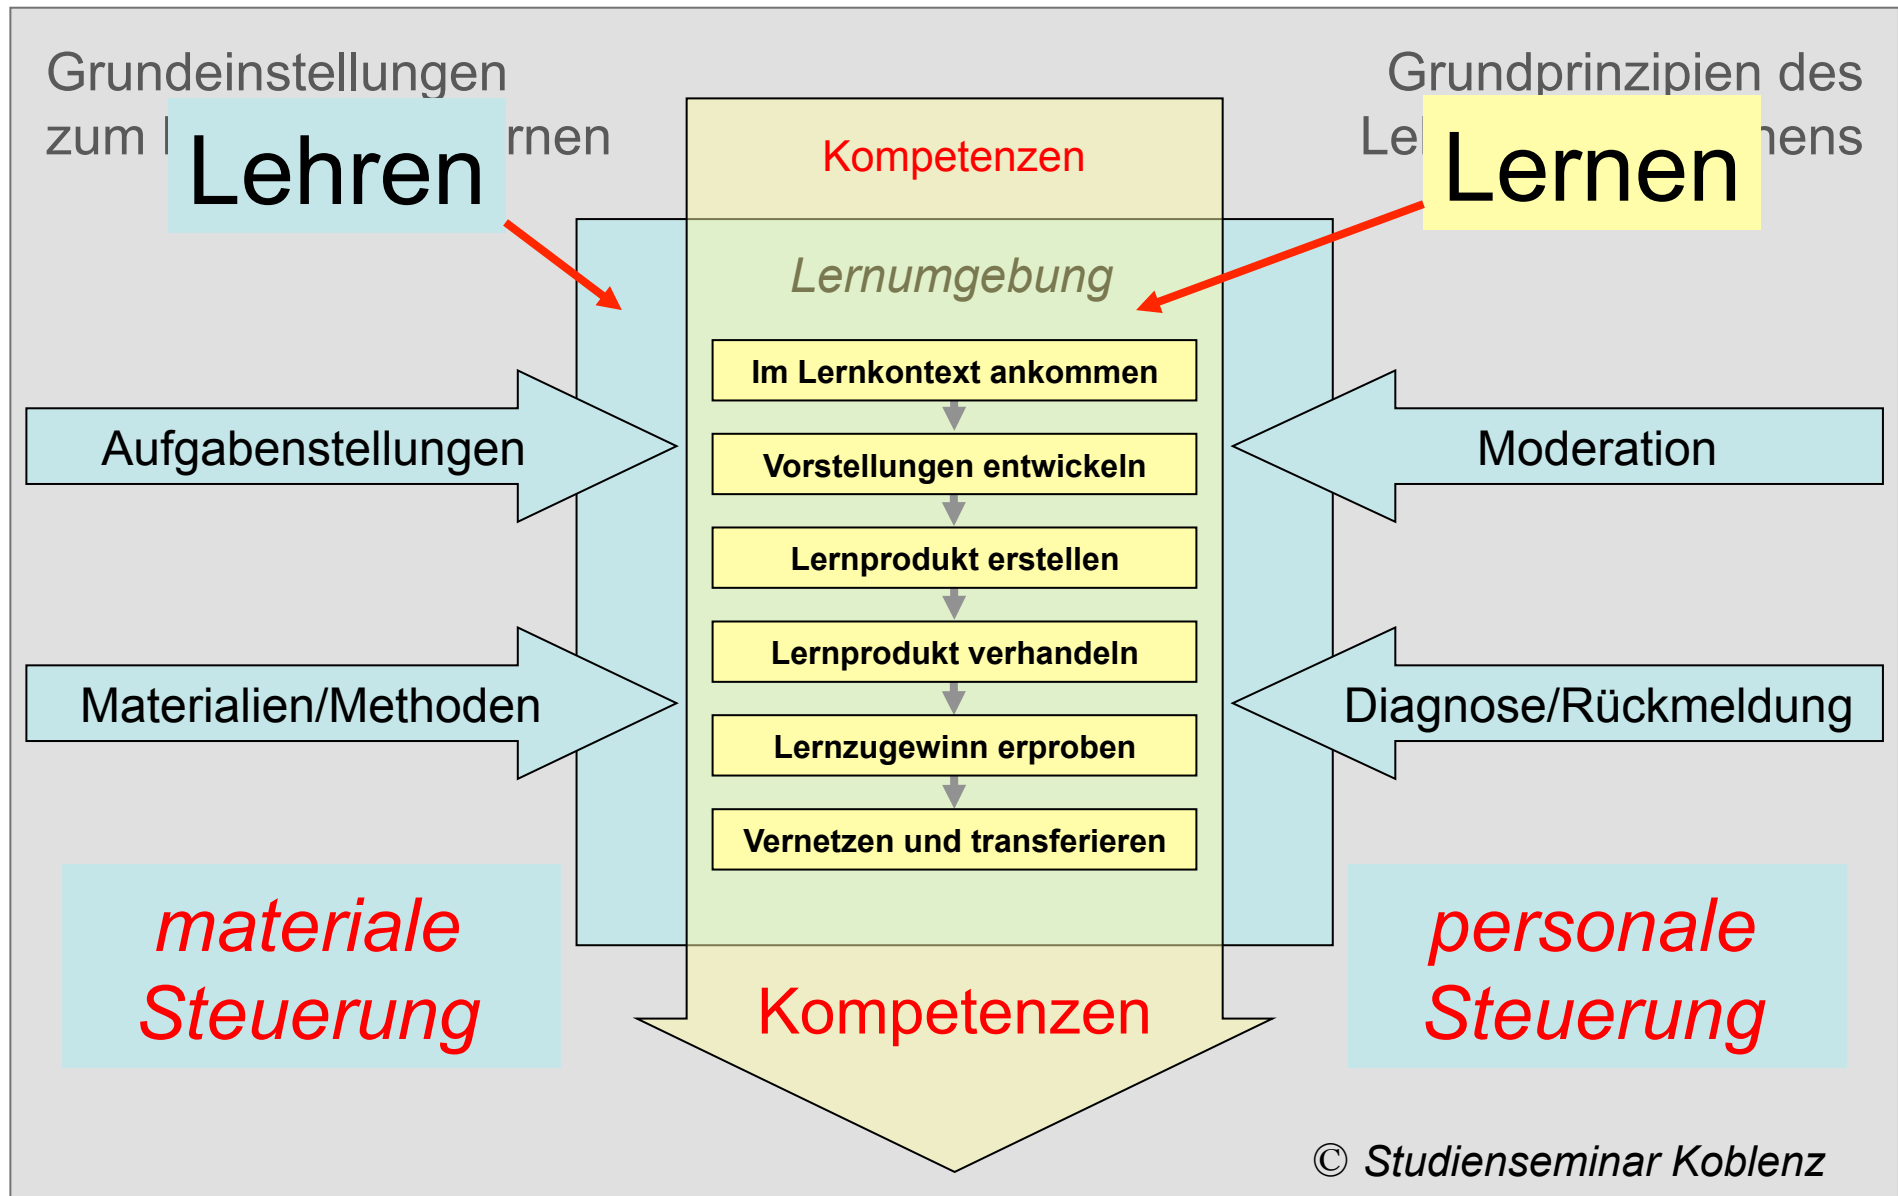 Grundeinstellungen
zum rnen
Grundprinzipien des
Le nens
Lehren
Kompetenzen
Lernen
Lernumgebung
Im Lernkontext ankommen
Aufgabenstellungen
Moderation
Vorstellungen entwickeln
Lernprodukt erstellen
Lernprodukt verhandeln
Materialien/Methoden
Diagnose/Rückmeldung
Lernzugewinn erproben
Vernetzen und transferieren
materiale
Steuerung
personale
Steuerung
Kompetenzen
© Studienseminar Koblenz